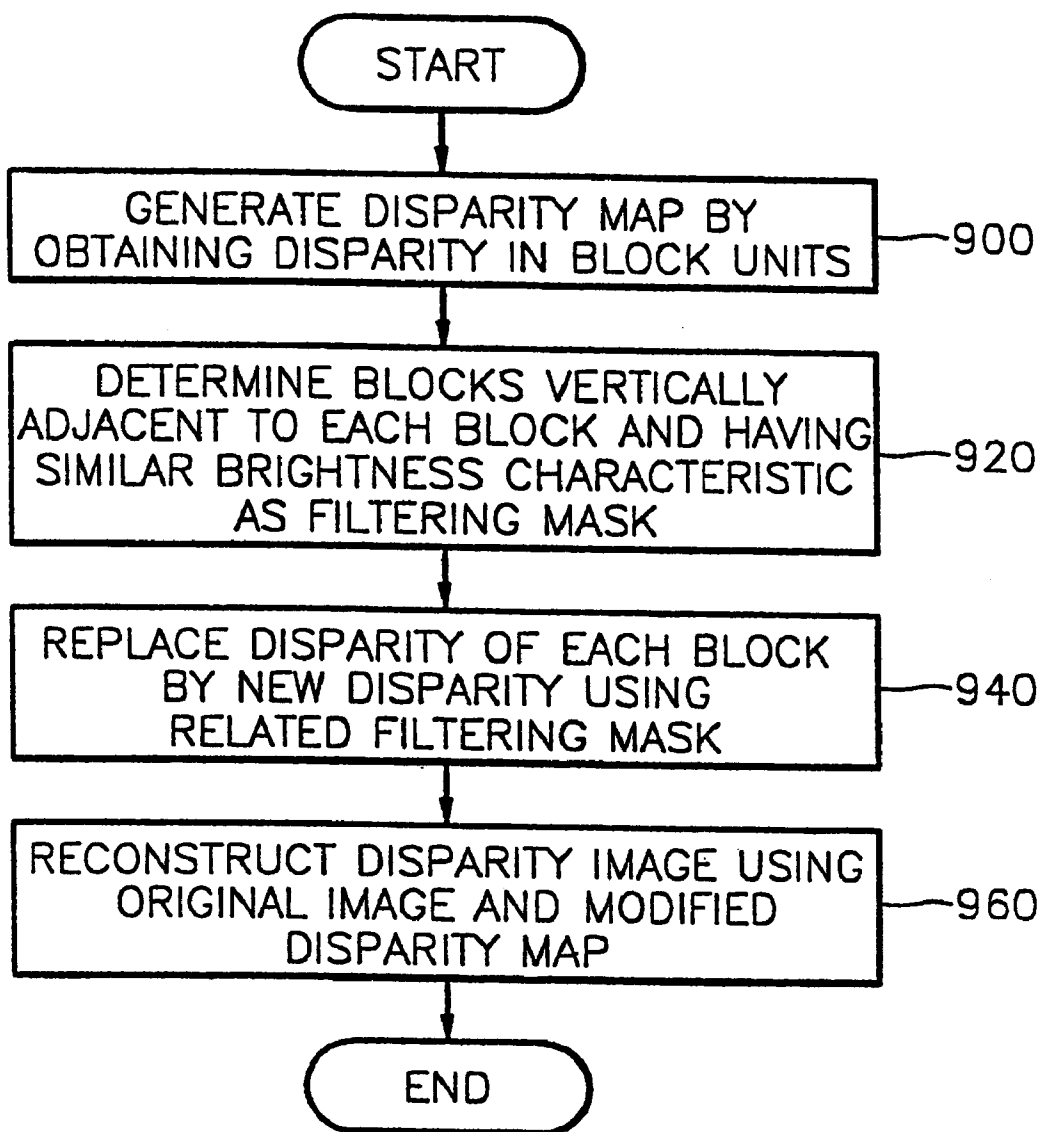 START
GENERATE DISPARITY MAP BY
OBTAINING DISPARITY IN BLOCK UNITS
900
DETERMINE BLOCKS VERTICALLY
ADJACENT TO EACH BLOCK AND HAVING
SIMILAR BRIGHTNESS CHARACTERISTIC
AS FILTERING MASK
920
REPLACE DISPARITY OF EACH BLOCK
BY NEW DISPARITY USING
RELATED FILTERING MASK
940
RECONSTRUCT DISPARITY IMAGE USING
ORIGINAL IMAGE AND MODIFIED
DISPARITY MAP
960
END